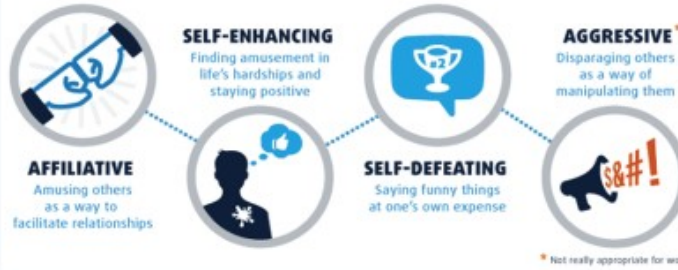 AFFILIATIVE
Amusing others
as a way to
facilitate relationships
SELF-ENHANCING
Finding amusement in
life's hardships and
staying positive
#2
SELF-DEFEATING
Saying funny things
at one's own expense
AGGRESSIVE*
Disparaging others
as a way of
manipulating them
$&#!
* Not really appropriate for wo